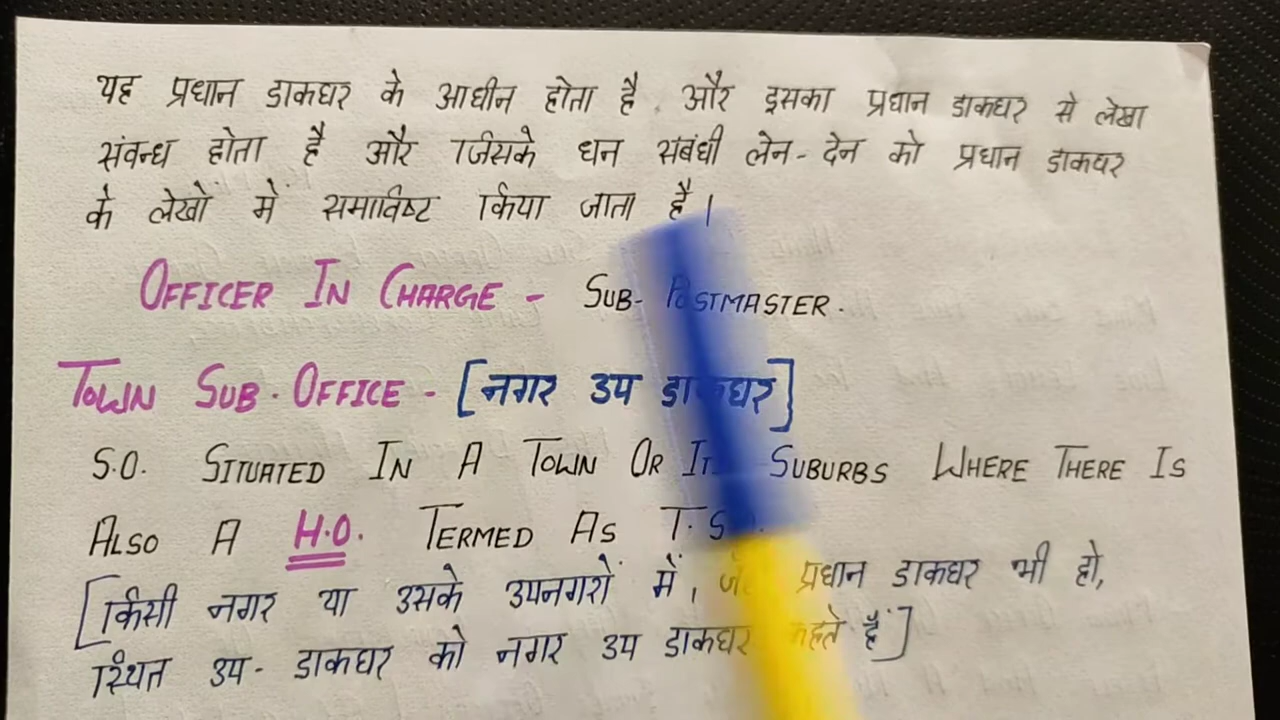 यह प्रधान डाकघर के आधीन होता है और इसका प्रधान डाकघर से लेखा
संवन्ध होता है और जिसके धन संबंधी लेन-देन को प्रधान डाकघर
के लेखों में समाविष्ट किया जाता है।
OFFICER IN CHARGE - SUB-POSTMASTER.
TOWN SUB.OFFICE - [नगर उप डाकघर]
S.O. SITUATED IN A TOWN OR ITS SUBURBS WHERE THERE IS
ALSO A H.O. TERMED AS T.S.O.
[किसी नगर या उसके उपनगरों में, प्रधान डाकघर भी हो,
स्थित उप-डाकघर को नगर उप डाकघर कहते हैं]